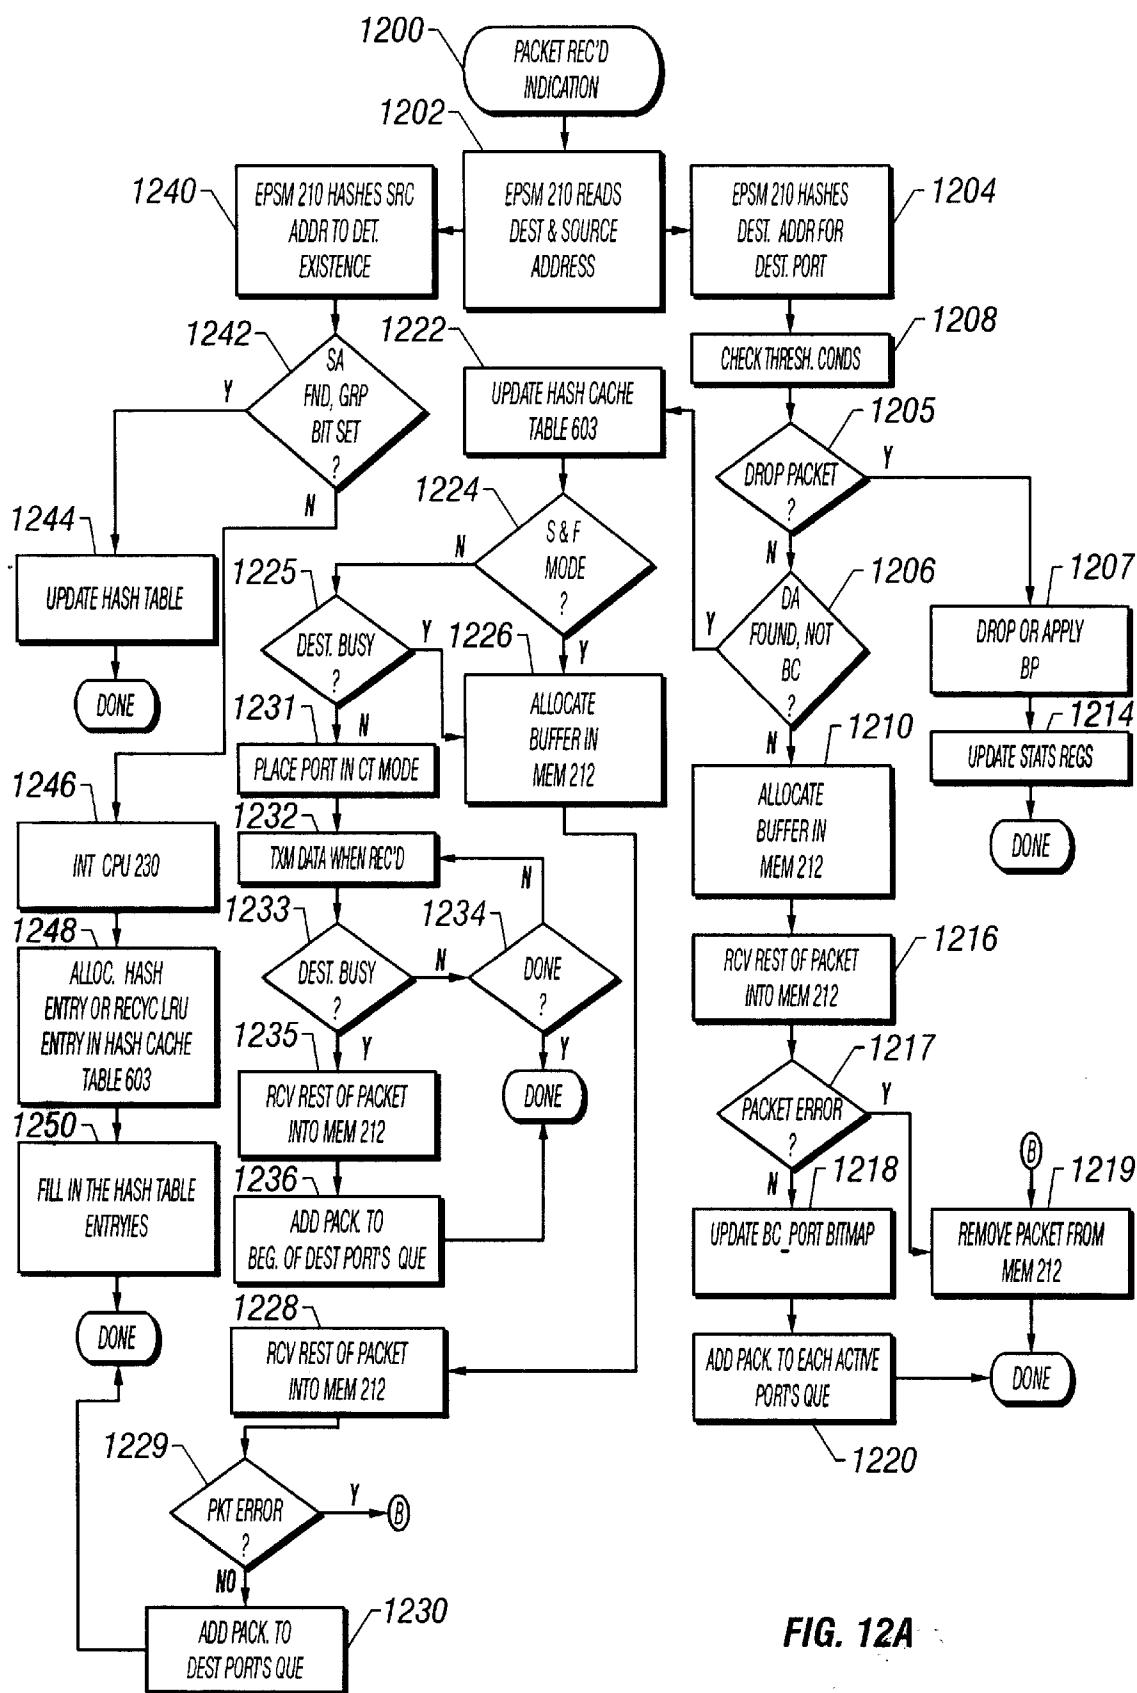 1200
PACKET REC'D
INDICATION
1202
EPSM 210 READS
DEST & SOURCE
ADDRESS
1240
EPSM 210 HASHES SRC
ADDR TO DET.
EXISTENCE
1204
EPSM 210 HASHES
DEST. ADDR FOR
DEST. PORT
1242
SA
FND, GRP
BIT SET
?
Y
N
1222
UPDATE HASH CACHE
TABLE 603
1208
CHECK THRESH. CONDS
1205
DROP PACKET
?
Y
N
1244
UPDATE HASH TABLE
DONE
1224
S & F
MODE
?
N
Y
1225
DEST. BUSY
?
Y
N
1226
ALLOCATE
BUFFER IN
MEM 212
1206
DA
FOUND, NOT
BC
?
Y
N
1207
DROP OR APPLY
BP
1214
UPDATE STATS REGS
DONE
1231
PLACE PORT IN CT MODE
1210
ALLOCATE
BUFFER IN
MEM 212
1246
INT CPU 230
1232
TXM DATA WHEN REC'D
1233
DEST. BUSY
?
N
Y
1234
DONE
?
N
Y
DONE
1216
RCV REST OF PACKET
INTO MEM 212
1248
ALLOC. HASH
ENTRY OR RECYC LRU
ENTRY IN HASH CACHE
TABLE 603
1235
RCV REST OF PACKET
INTO MEM 212
1217
PACKET ERROR
?
Y
N
1250
FILL IN THE HASH TABLE
ENTRYIES
DONE
1236
ADD PACK. TO
BEG. OF DEST PORT'S QUE
1218
UPDATE BC_PORT BITMAP
B
1219
REMOVE PACKET FROM
MEM 212
DONE
1228
RCV REST OF PACKET
INTO MEM 212
ADD PACK. TO EACH ACTIVE
PORT'S QUE
1220
1229
PKT ERROR
?
Y
B
NO
1230
ADD PACK. TO
DEST PORT'S QUE
FIG. 12A